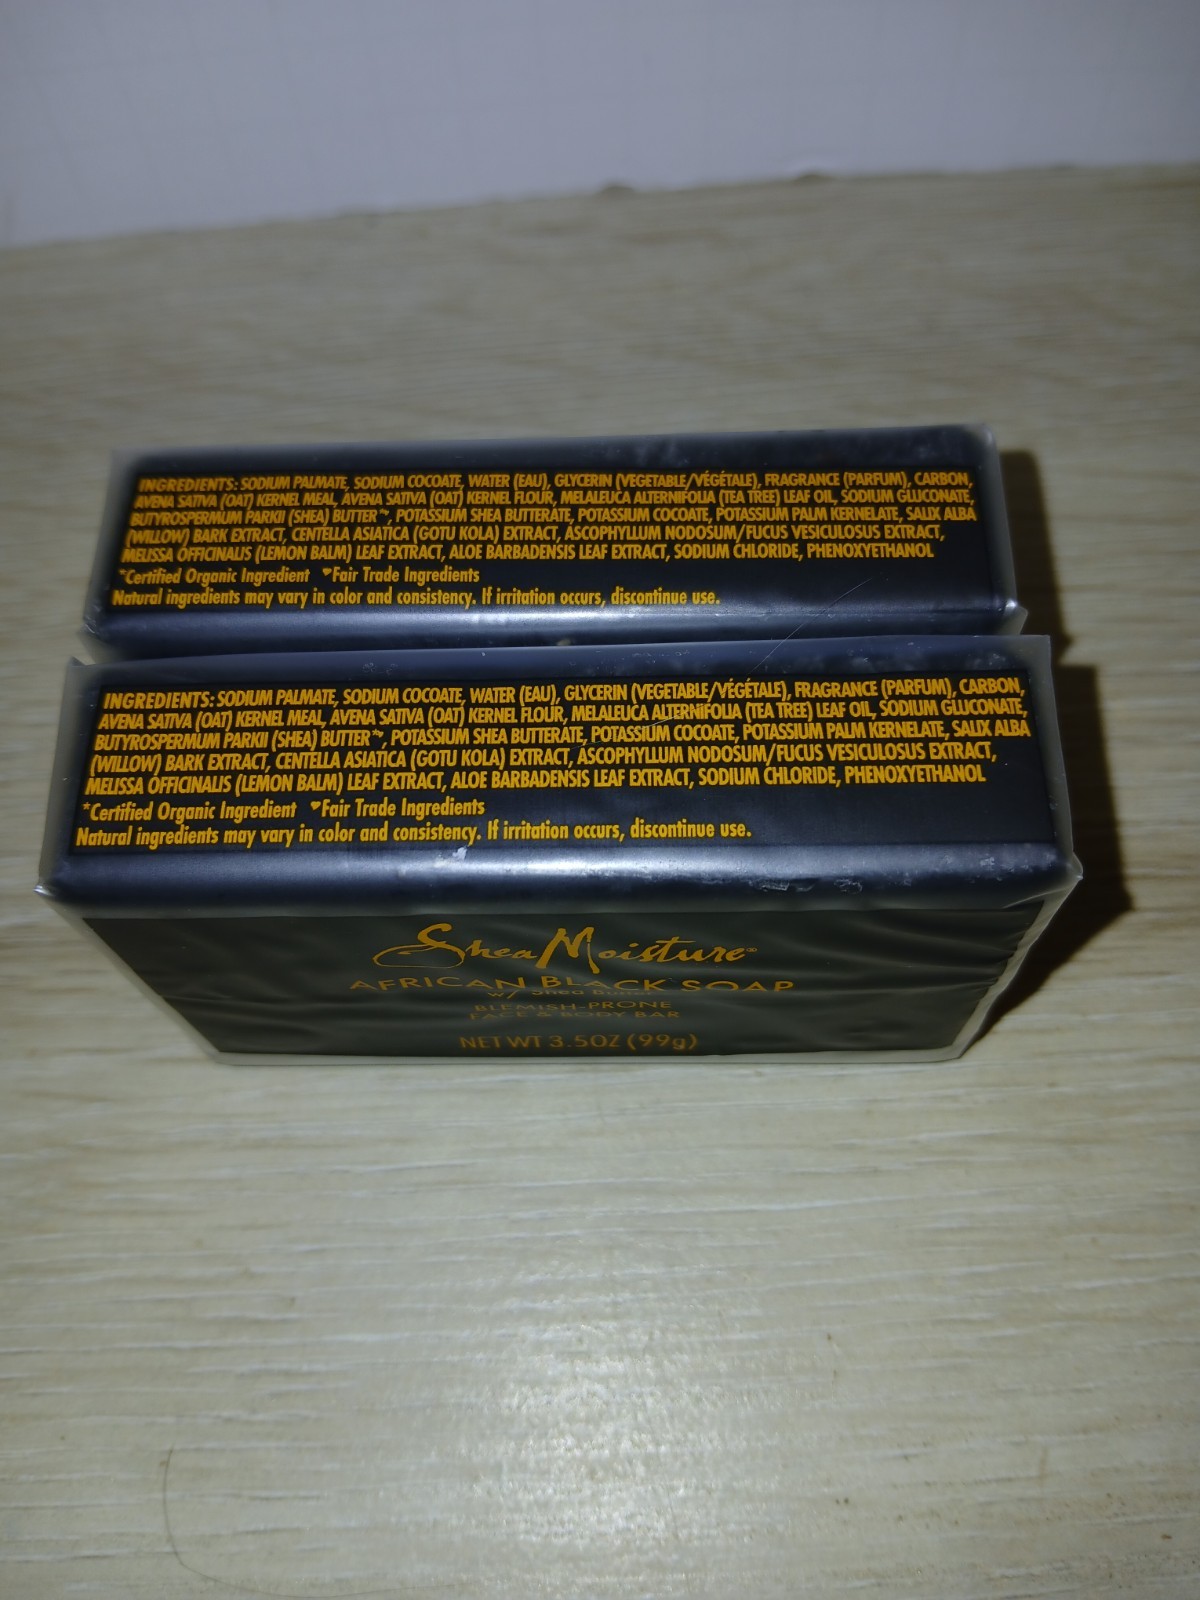 INGREDIENTS: SODIUM PALMATE, SODIUM COCOATE, WATER (EAU), GLYCERIN (VEGETABLE/VÉGÉTALE), FRAGRANCE (PARFUM), CARBON,
AVENA SATIVA (OAT) KERNEL MEAL, AVENA SATIVA (OAT) KERNEL FLOUR, MELALEUCA ALTERNIFOLIA (TEA TREE) LEAF OIL, SODIUM GLUCONATE,
BUTYROSPERMUM PARKII (SHEA) BUTTER*♥, POTASSIUM SHEA BUTTERATE, POTASSIUM COCOATE, POTASSIUM PALM KERNELATE, SALIX ALBA
(WILLOW) BARK EXTRACT, CENTELLA ASIATICA (GOTU KOLA) EXTRACT, ASCOPHYLLUM NODOSUM/FUCUS VESICULOSUS EXTRACT,
MELISSA OFFICINALIS (LEMON BALM) LEAF EXTRACT, ALOE BARBADENSIS LEAF EXTRACT, SODIUM CHLORIDE, PHENOXYETHANOL
*Certified Organic Ingredient ♥Fair Trade Ingredients
Natural ingredients may vary in color and consistency. If irritation occurs, discontinue use.
INGREDIENTS: SODIUM PALMATE, SODIUM COCOATE, WATER (EAU), GLYCERIN (VEGETABLE/VÉGÉTALE), FRAGRANCE (PARFUM), CARBON,
AVENA SATIVA (OAT) KERNEL MEAL, AVENA SATIVA (OAT) KERNEL FLOUR, MELALEUCA ALTERNIFOLIA (TEA TREE) LEAF OIL, SODIUM GLUCONATE,
BUTYROSPERMUM PARKII (SHEA) BUTTER*♥, POTASSIUM SHEA BUTTERATE, POTASSIUM COCOATE, POTASSIUM PALM KERNELATE, SALIX ALBA
(WILLOW) BARK EXTRACT, CENTELLA ASIATICA (GOTU KOLA) EXTRACT, ASCOPHYLLUM NODOSUM/FUCUS VESICULOSUS EXTRACT,
MELISSA OFFICINALIS (LEMON BALM) LEAF EXTRACT, ALOE BARBADENSIS LEAF EXTRACT, SODIUM CHLORIDE, PHENOXYETHANOL
*Certified Organic Ingredient ♥Fair Trade Ingredients
Natural ingredients may vary in color and consistency. If irritation occurs, discontinue use.
SheaMoisture®
AFRICAN BLACK SOAP
w/ Shea Butter
BLEMISH-PRONE
FACE & BODY BAR
NET WT 3.5OZ (99g)